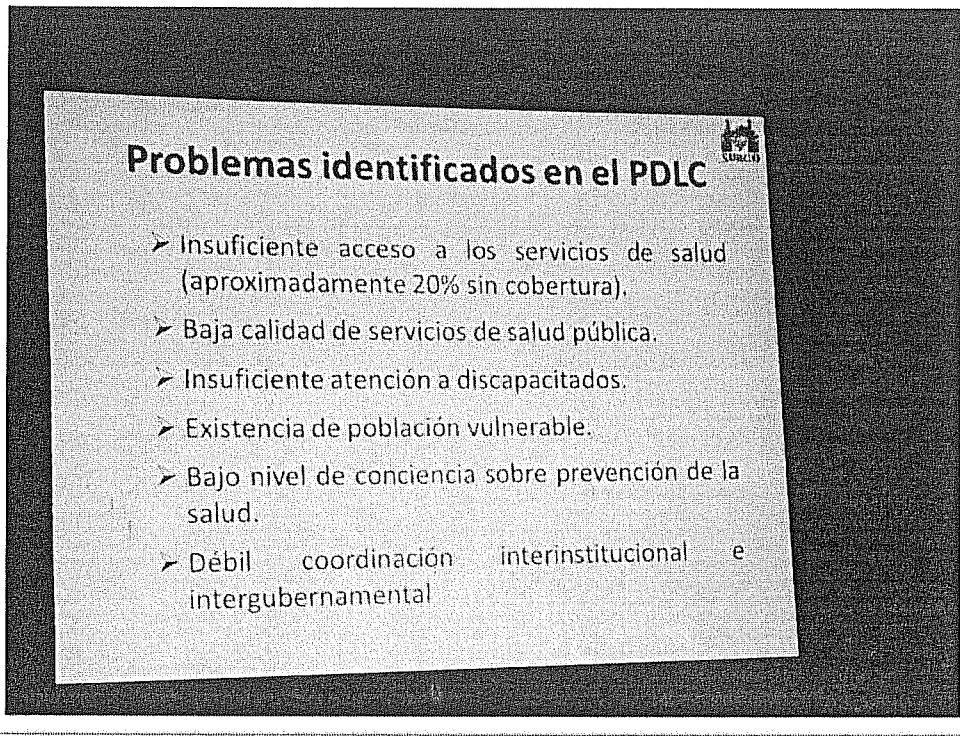 SURCO
Problemas identificados en el PDLC
➢ Insuficiente acceso a los servicios de salud
(aproximadamente 20% sin cobertura).
➢ Baja calidad de servicios de salud pública.
➢ Insuficiente atención a discapacitados.
➢ Existencia de población vulnerable.
➢ Bajo nivel de conciencia sobre prevención de la
salud.
➢ Débil coordinación interinstitucional e
intergubernamental